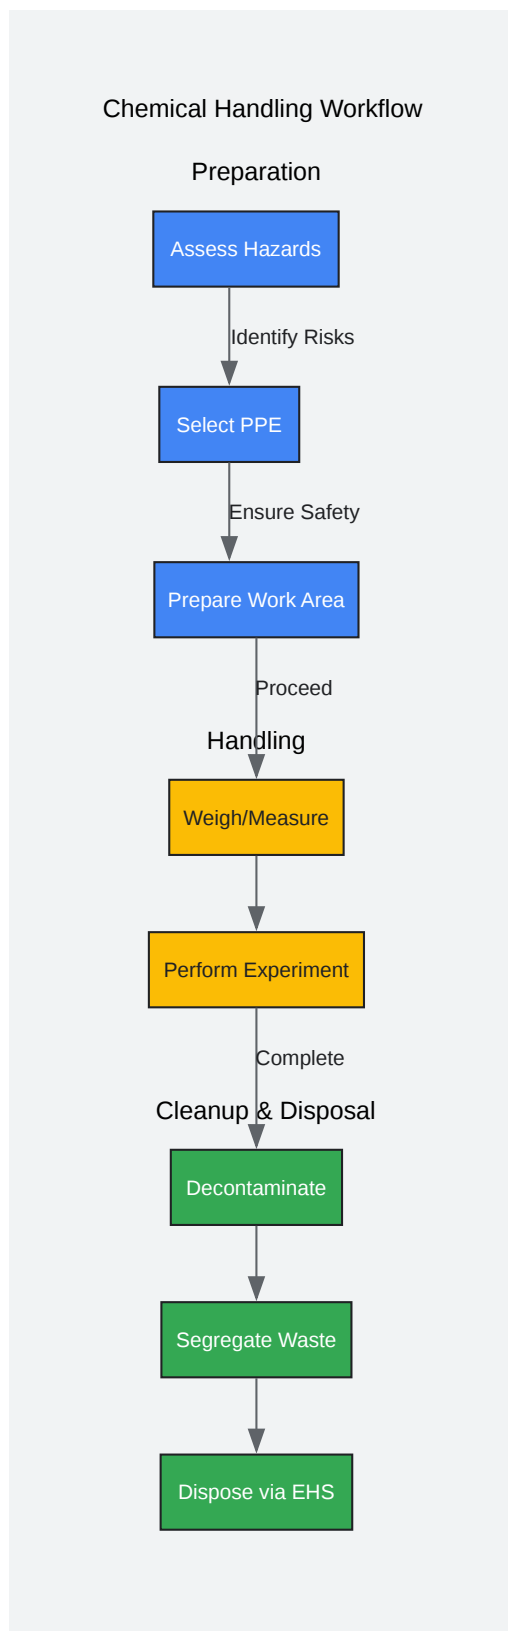 Chemical Handling Workflow
Preparation
Assess Hazards
Identify Risks
Select PPE
Ensure Safety
Prepare Work Area
Proceed
Handling
Weigh/Measure
Perform Experiment
Complete
Cleanup & Disposal
Decontaminate
Segregate Waste
Dispose via EHS